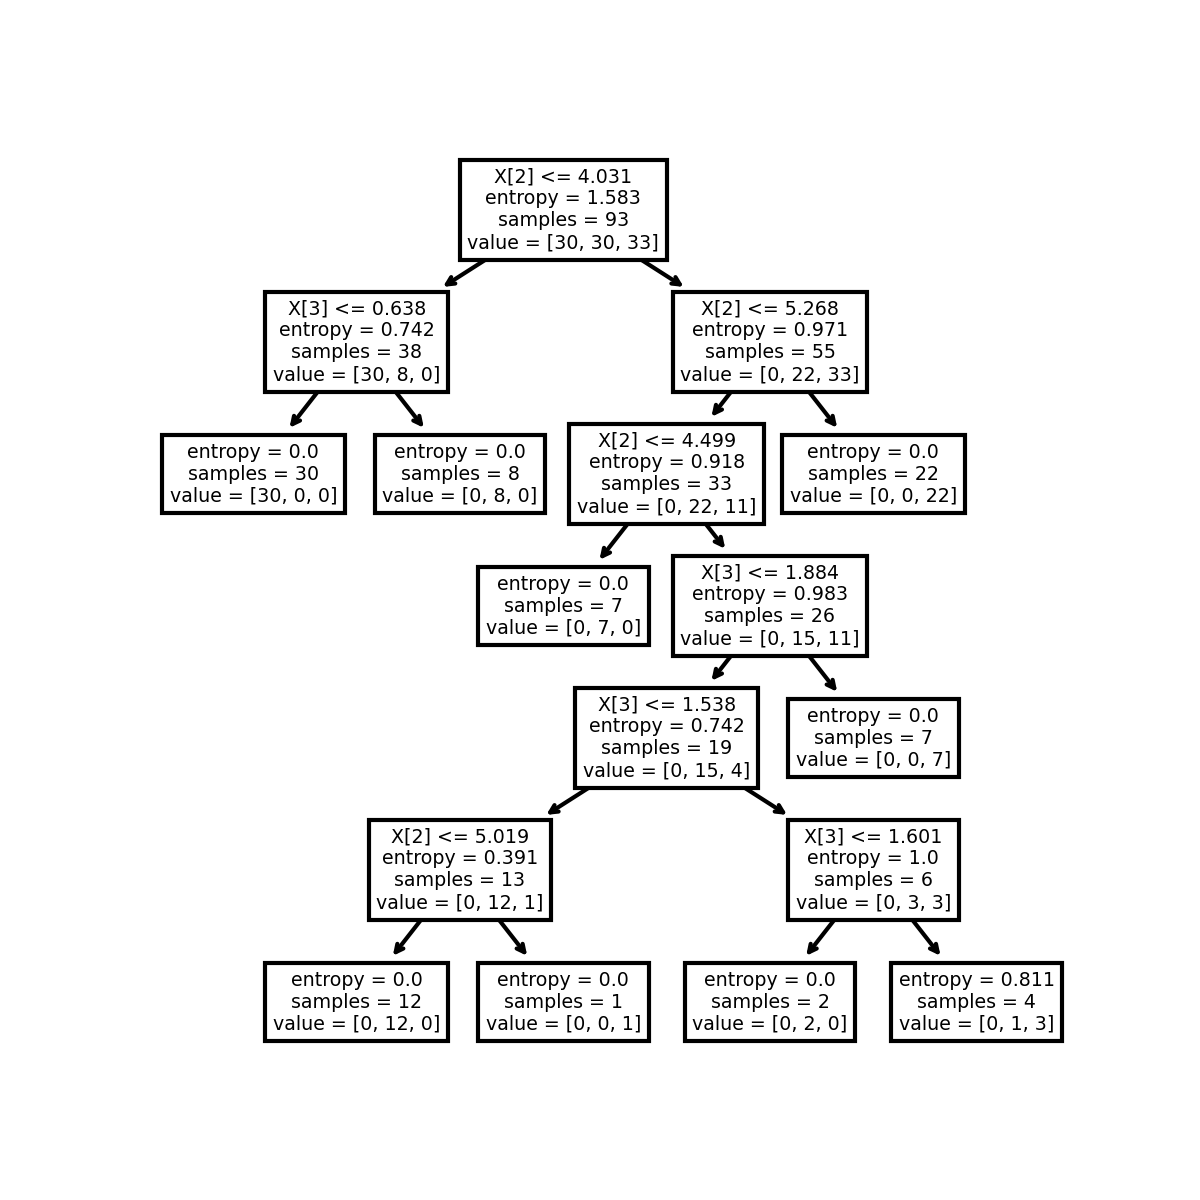 X[2] <= 4.031
entropy = 1.583
samples = 93
value = [30, 30, 33]
X[3] <= 0.638
entropy = 0.742
samples = 38
value = [30, 8, 0]
X[2] <= 5.268
entropy = 0.971
samples = 55
value = [0, 22, 33]
entropy = 0.0
samples = 30
value = [30, 0, 0]
entropy = 0.0
samples = 8
value = [0, 8, 0]
X[2] <= 4.499
entropy = 0.918
samples = 33
value = [0, 22, 11]
entropy = 0.0
samples = 22
value = [0, 0, 22]
entropy = 0.0
samples = 7
value = [0, 7, 0]
X[3] <= 1.884
entropy = 0.983
samples = 26
value = [0, 15, 11]
X[3] <= 1.538
entropy = 0.742
samples = 19
value = [0, 15, 4]
entropy = 0.0
samples = 7
value = [0, 0, 7]
X[2] <= 5.019
entropy = 0.391
samples = 13
value = [0, 12, 1]
X[3] <= 1.601
entropy = 1.0
samples = 6
value = [0, 3, 3]
entropy = 0.0
samples = 12
value = [0, 12, 0]
entropy = 0.0
samples = 1
value = [0, 0, 1]
entropy = 0.0
samples = 2
value = [0, 2, 0]
entropy = 0.811
samples = 4
value = [0, 1, 3]